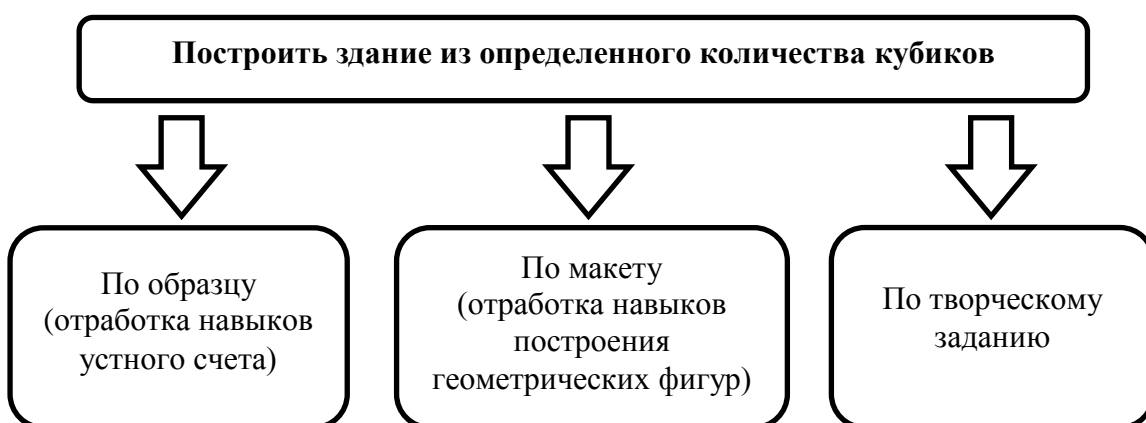 Построить здание из определенного количества кубиков
По образцу
(отработка навыков
устного счета)
По макету
(отработка навыков
построения
геометрических фигур)
По творческому
заданию